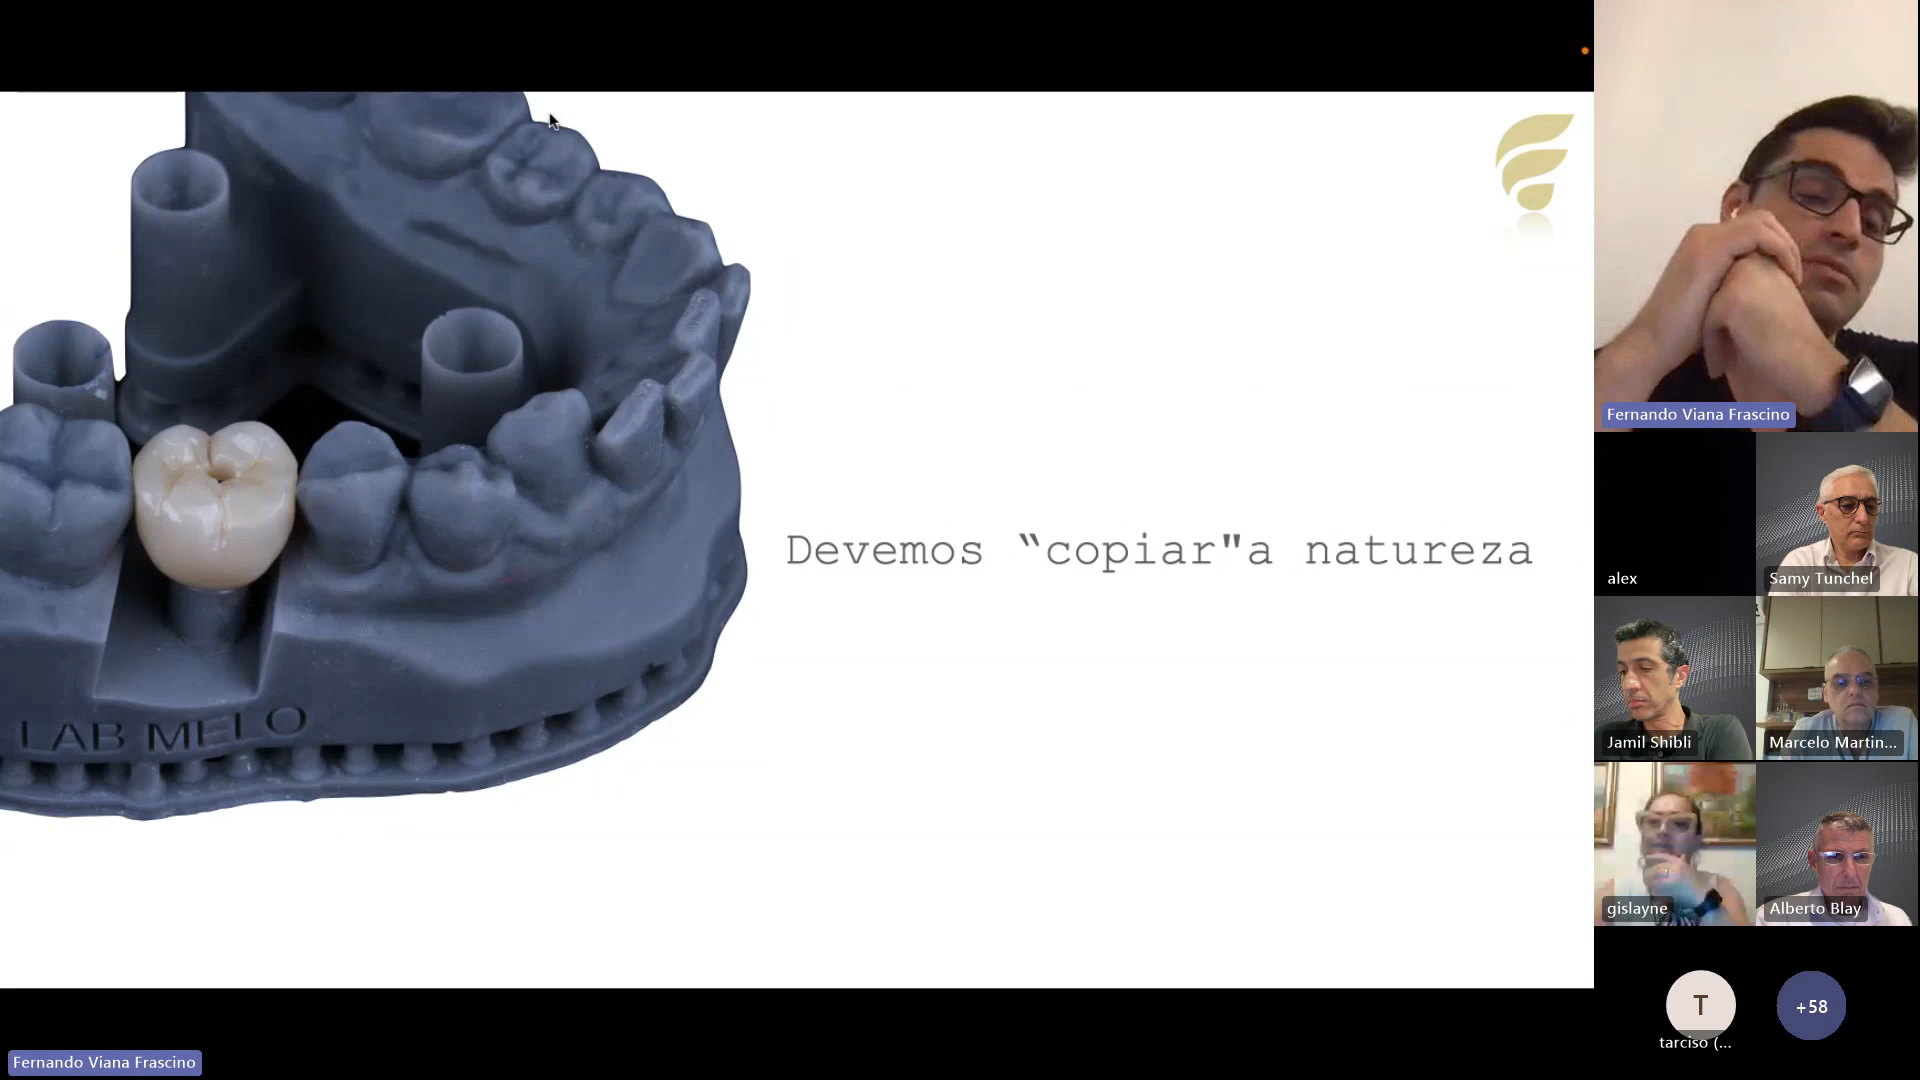 Devemos “copiar"a natureza
LAB MELO
Fernando Viana Frascino
alex
Samy Tunchel
Jamil Shibli
Marcelo Martin...
gislayne
Alberto Blay
T
+58
tarciso (...
Fernando Viana Frascino